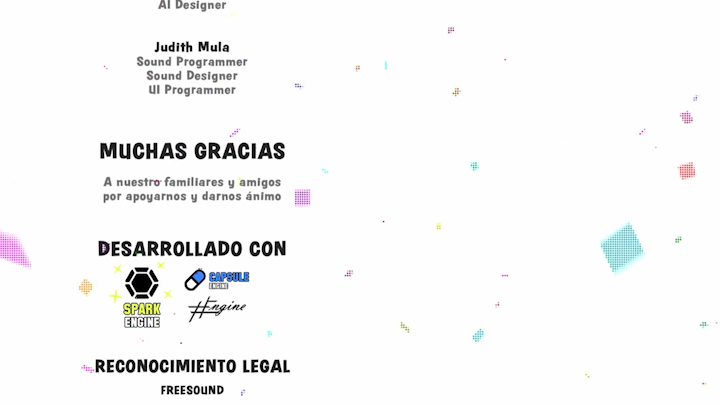 AI Designer
Judith Mula
Sound Programmer
Sound Designer
UI Programmer
MUCHAS GRACIAS
A nuestro familiares y amigos
por apoyarnos y darnos ánimo
DESARROLLADO CON
SPARK
ENGINE
CAPSULE
ENGINE
#Engine
RECONOCIMIENTO LEGAL
FREESOUND